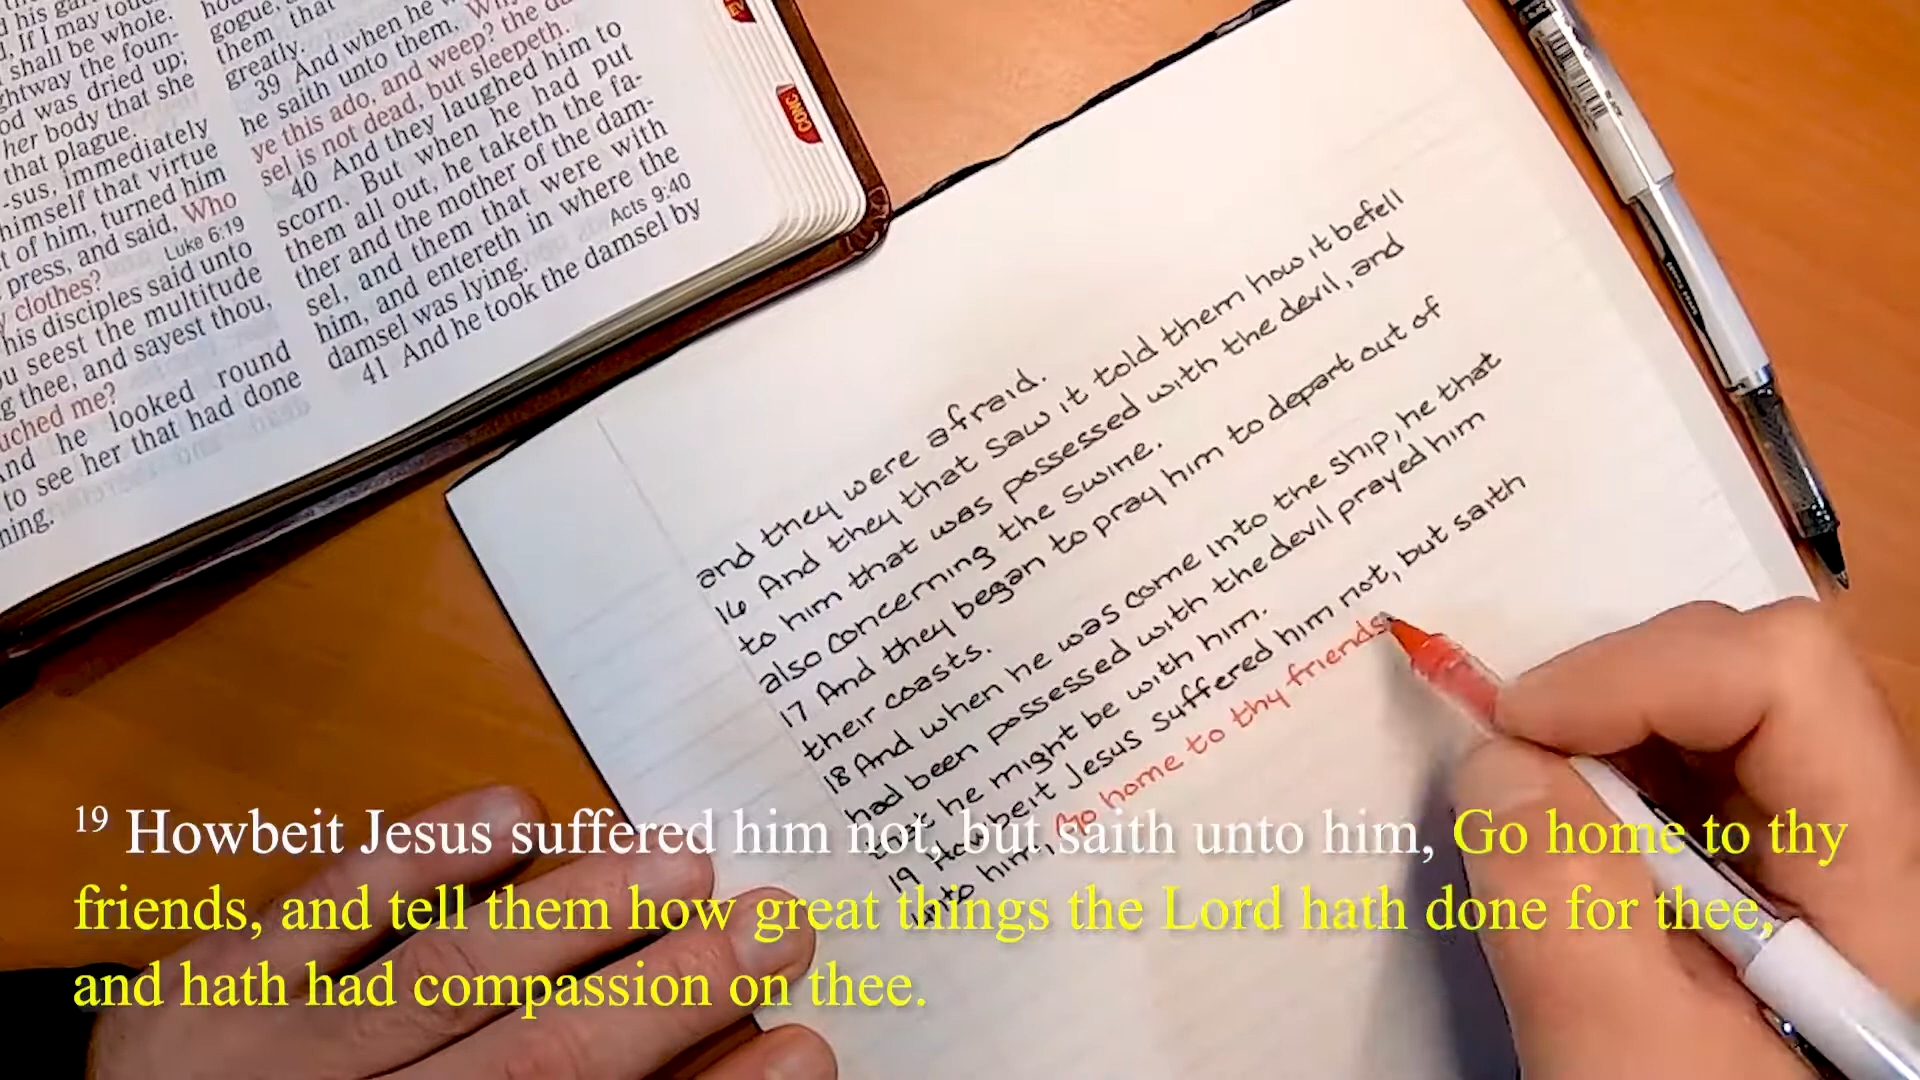 d his gar
. If I may touc
shall be whole.
ghtway the foun-
od was dried up;
her body that she
that plague.
-sus, immediately
himself that virtue
t of him, turned him
press, and said, Who
clothes?
Luke 6:19
his disciples said unto
u seest the multitude
g thee, and sayest thou,
uched me?
And he looked round
to see her that had done
ning.
gogue,
them that
greatly.
39 And when he
he saith unto them, Why
ye this ado, and weep? the da
sel is not dead, but sleepeth.
40 And they laughed him to
scorn. But when he had put
them all out, he taketh the fa-
ther and the mother of the dam-
sel, and them that were with
him, and entereth in where the
damsel was lying.
Acts 9:40
41 And he took the damsel by
CONC
and they were afraid.
16 And they that saw it told them how it befell
to him that was possessed with the devil, and
also concerning the swine.
17 And they began to pray him to depart out of
their coasts.
18 And when he was come into the ship, he that
had been possessed with the devil prayed him
that he might be with him.
19 Howbeit Jesus suffered him not, but saith
unto him, Go home to thy friends,
19 Howbeit Jesus suffered him not, but saith unto him, Go home to thy
friends, and tell them how great things the Lord hath done for thee,
and hath had compassion on thee.